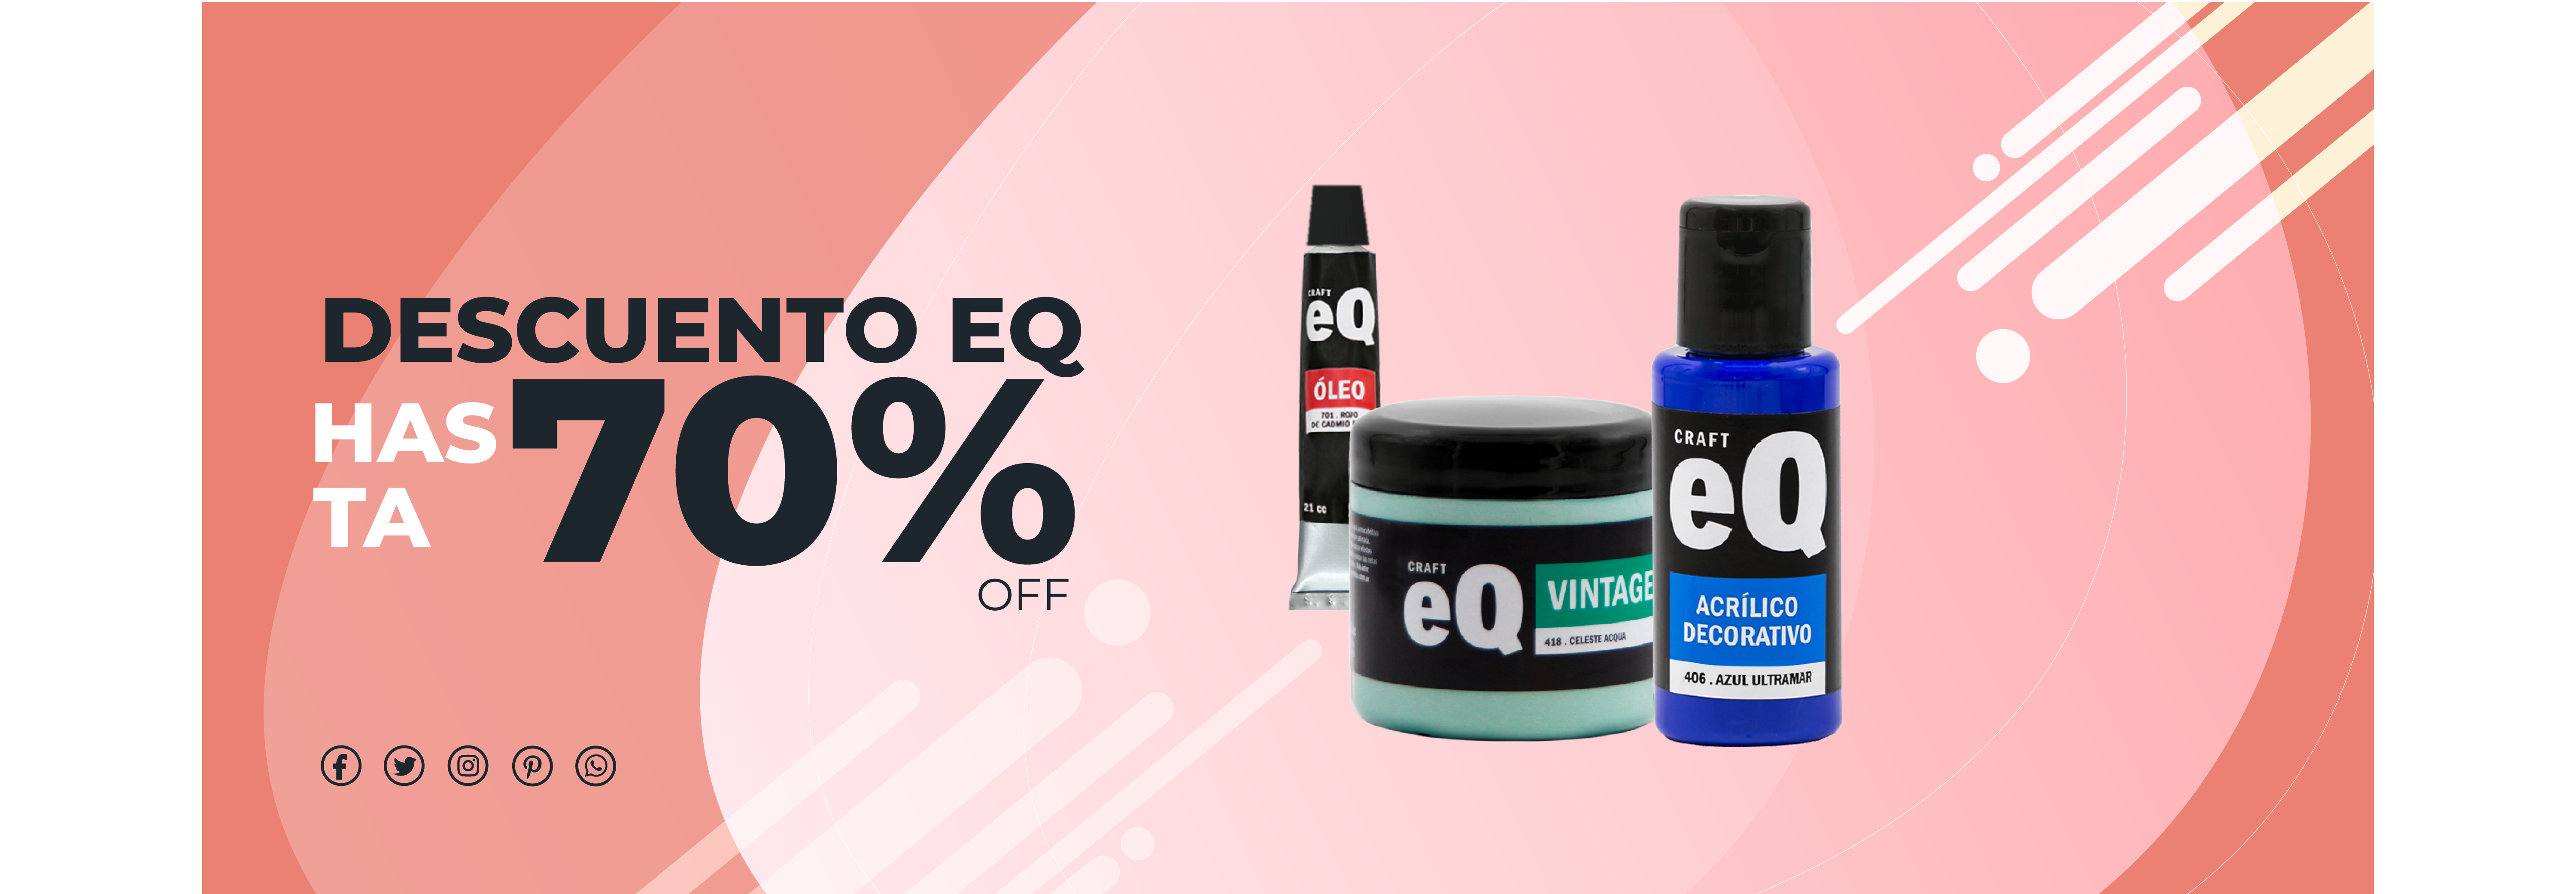 DESCUENTO EQ
HAS
TA
70%
OFF
CRAFT
eQ
ÓLEO
701 . ROJO
DE CADMIO
21 cc
CRAFT
eQ
VINTAGE
418 . CELESTE ACQUA
CRAFT
eQ
ACRÍLICO
DECORATIVO
406 . AZUL ULTRAMAR